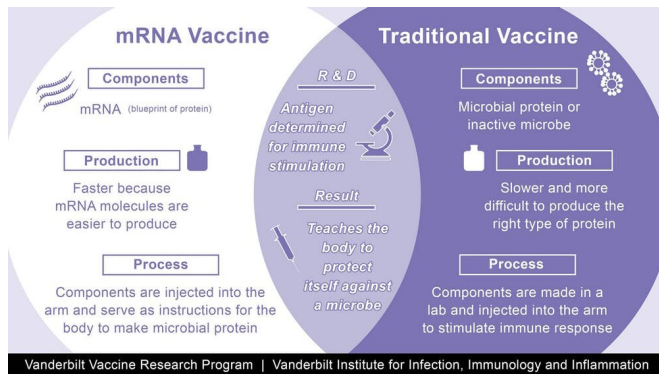 mRNA Vaccine
Components
mRNA (blueprint of protein)
Production
Faster because
mRNA molecules are
easier to produce
Process
Components are injected into the
arm and serve as instructions for the
body to make microbial protein
R & D
Antigen
determined
for immune
stimulation
Result
Teaches the
body to
protect
itself against
a microbe
Traditional Vaccine
Components
Microbial protein or
inactive microbe
Production
Slower and more
difficult to produce the
right type of protein
Process
Components are made in a
lab and injected into the arm
to stimulate immune response
Vanderbilt Vaccine Research Program | Vanderbilt Institute for Infection, Immunology and Inflammation